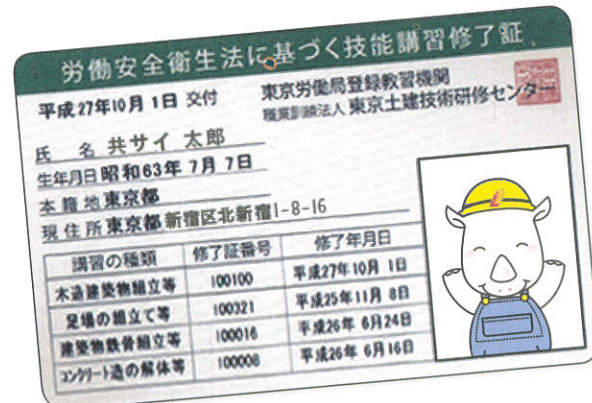 労働安全衛生法に基づく技能講習修了証
平成27年10月 1日 交付
東京労働局登録教習機関
職業訓練法人 東京土建技術研修センター
氏 名 共サイ 太郎
生年月日 昭和63年 7月 7日
本籍地 東京都
現住所 東京都新宿区北新宿1-8-16
講習の種類 修了証番号 修了年月日
木造建築物組立等 100100 平成27年10月 1日
足場の組立て等 100321 平成25年11月 8日
建築物鉄骨組立等 100016 平成26年 6月24日
コンクリート造の解体等 100008 平成26年 6月16日